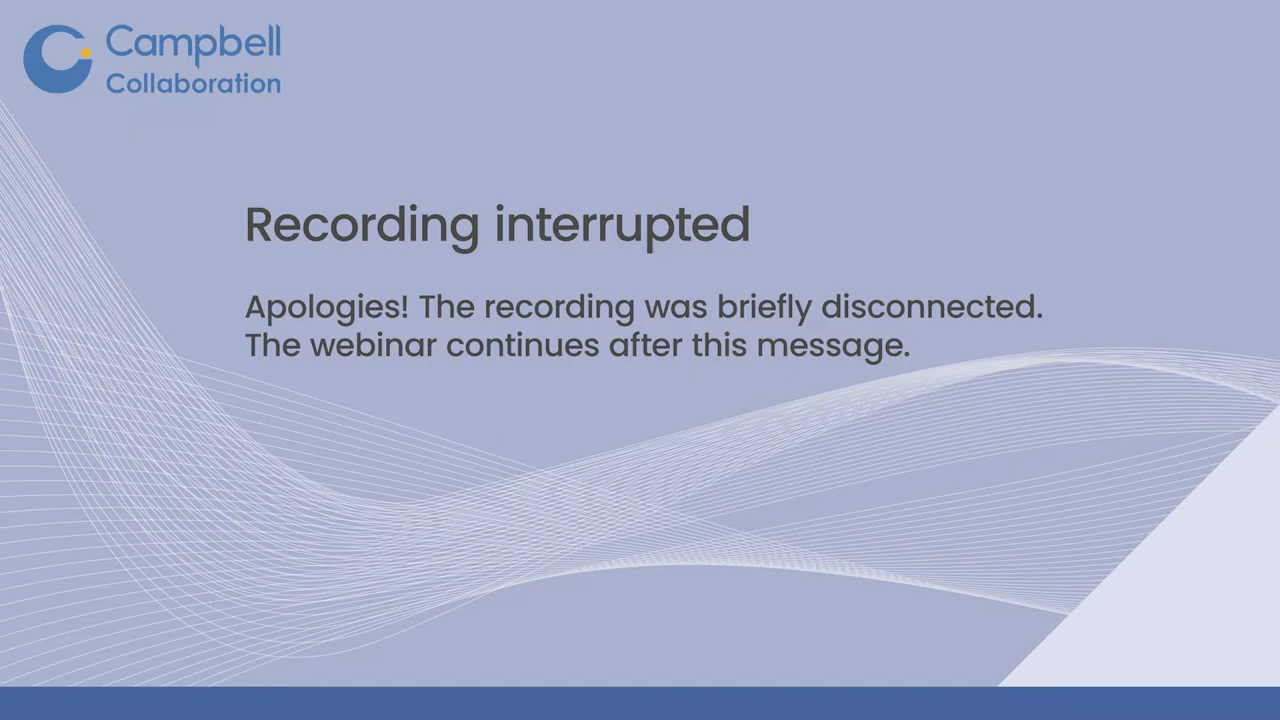 Campbell
Collaboration
Recording interrupted
Apologies! The recording was briefly disconnected.
The webinar continues after this message.